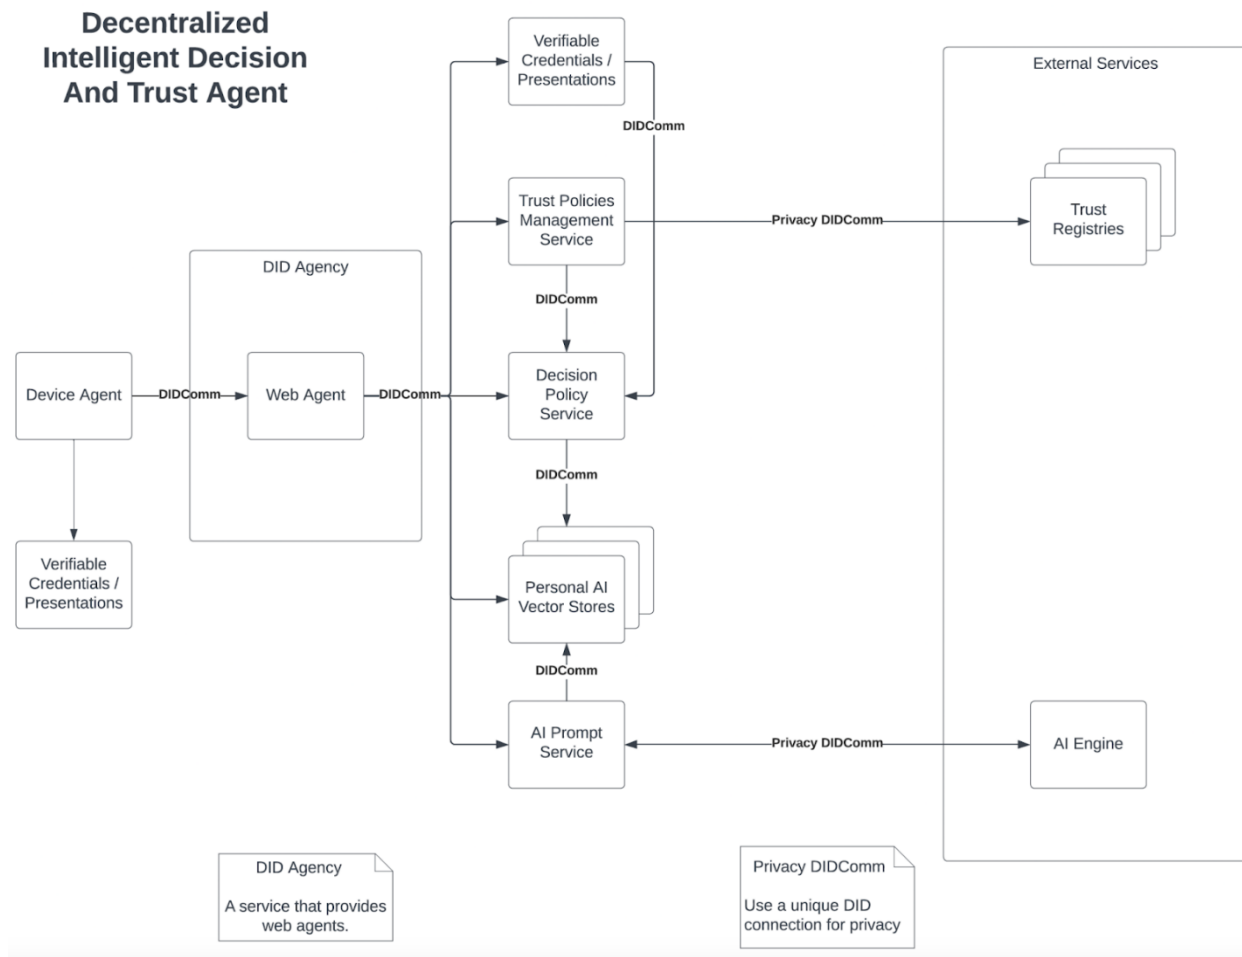 Decentralized
Intelligent Decision
And Trust Agent
Verifiable
Credentials /
Presentations
External Services
DIDComm
Trust Policies
Management
Service
Privacy DIDComm
Trust
Registries
DID Agency
DIDComm
Device Agent
DIDComm
Web Agent
DIDComm
Decision
Policy
Service
DIDComm
Verifiable
Credentials /
Presentations
Personal AI
Vector Stores
DIDComm
AI Prompt
Service
Privacy DIDComm
AI Engine
DID Agency
A service that provides
web agents.
Privacy DIDComm
Use a unique DID
connection for privacy